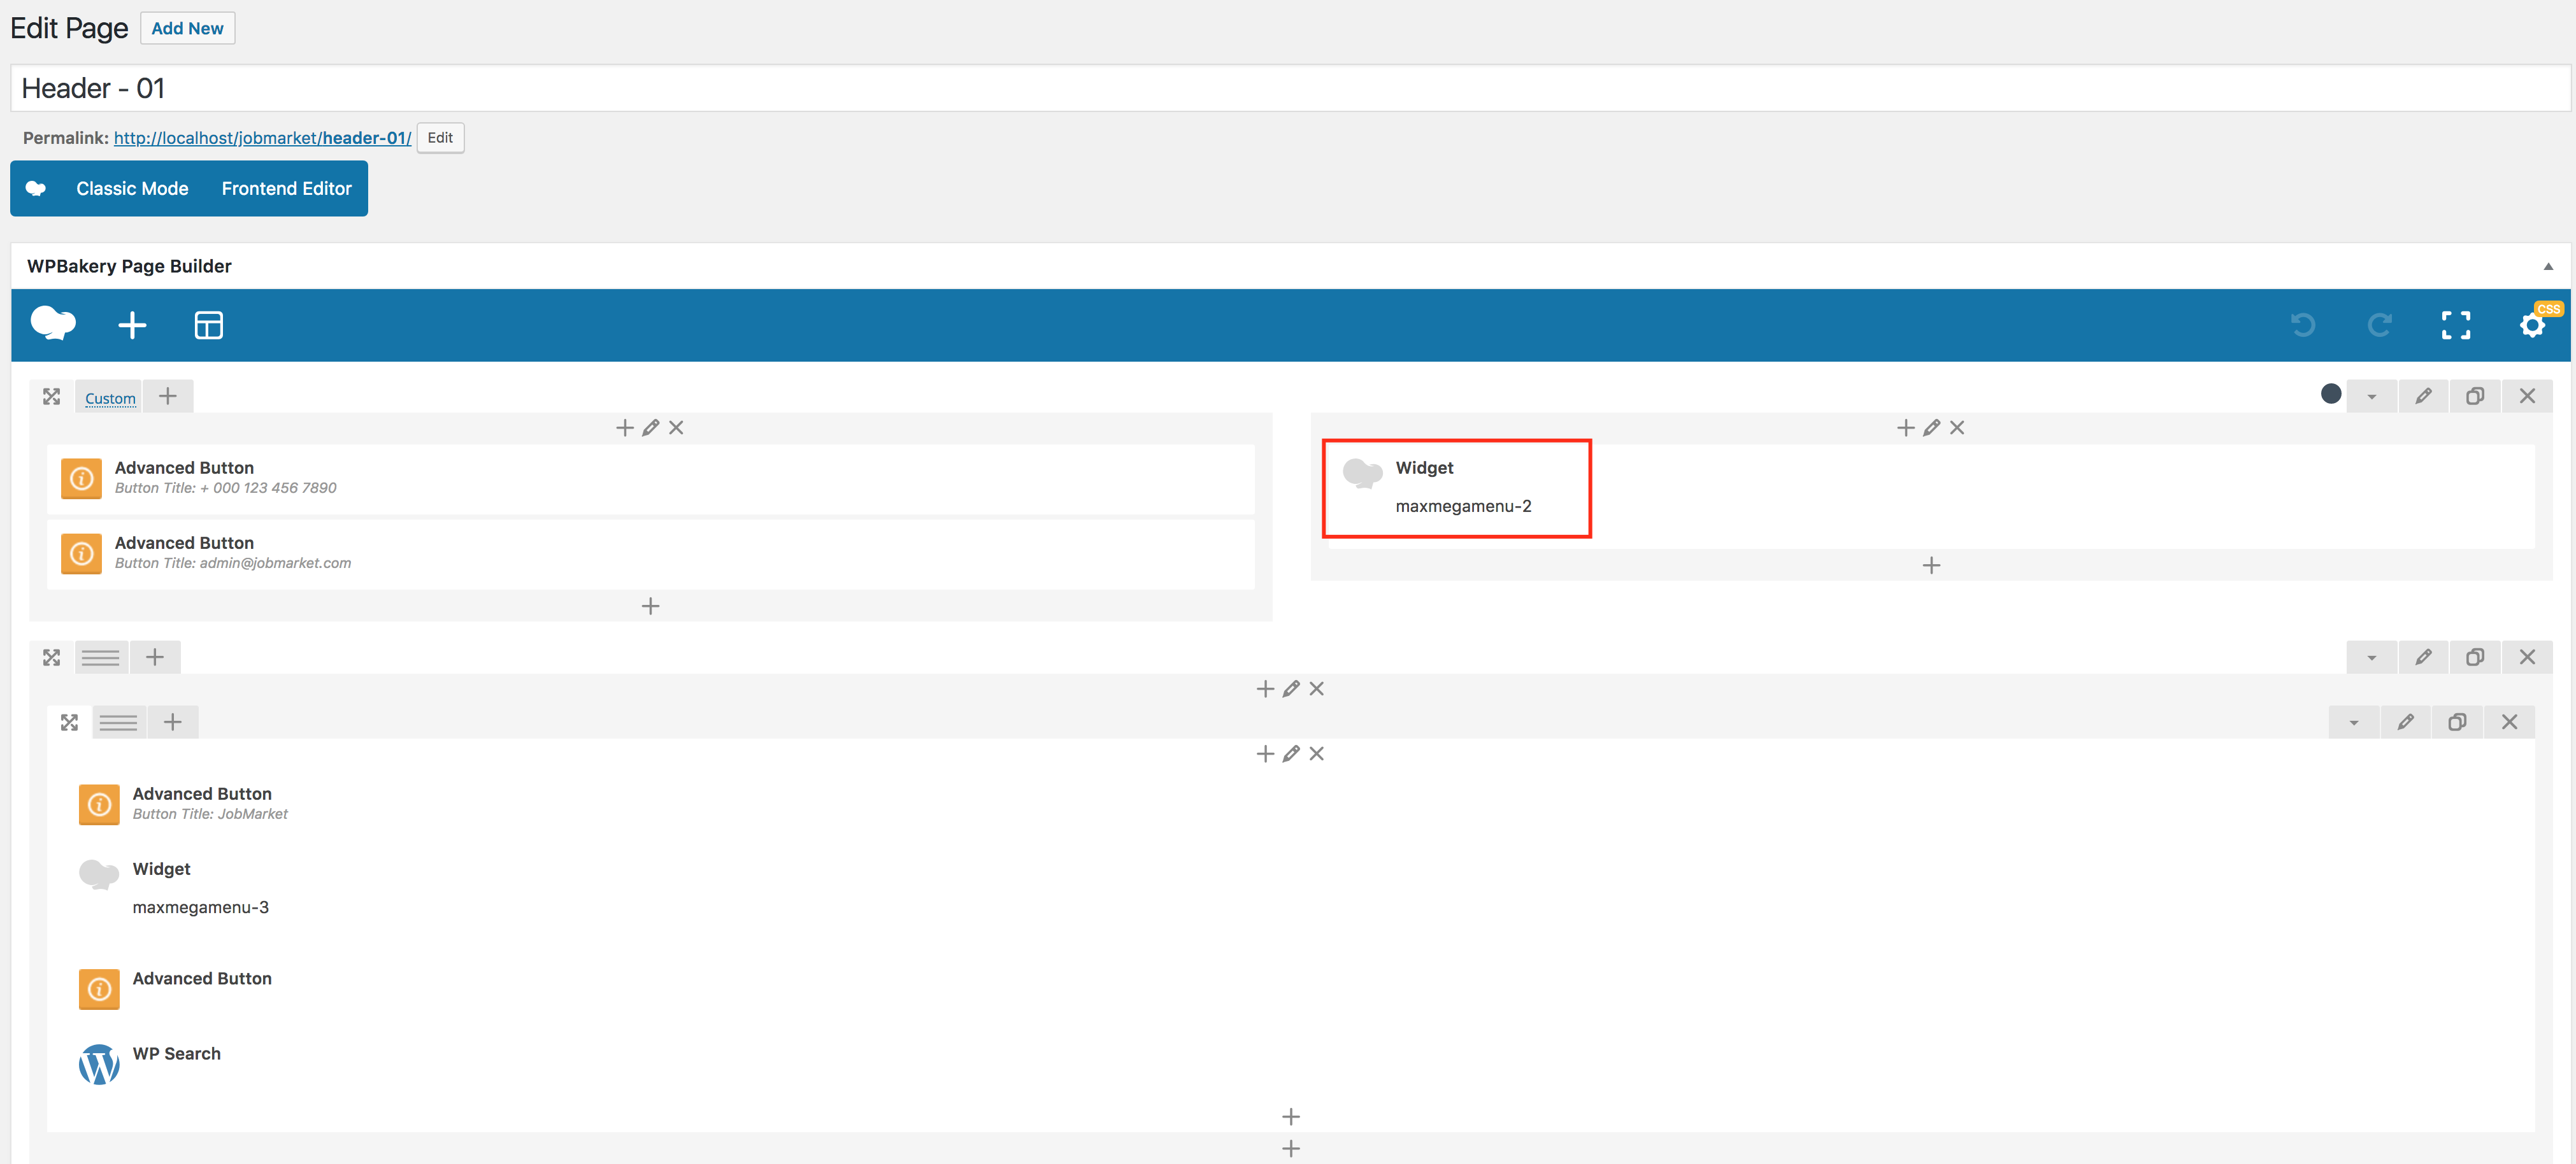 Edit Page Add New
Header - 01
Permalink: http://localhost/jobmarket/header-01/ Edit
Classic Mode Frontend Editor
WPBakery Page Builder
CSS
Custom
Advanced Button
Button Title: + 000 123 456 7890
Advanced Button
Button Title: admin@jobmarket.com
Widget
maxmegamenu-2
Advanced Button
Button Title: JobMarket
Widget
maxmegamenu-3
Advanced Button
WP Search